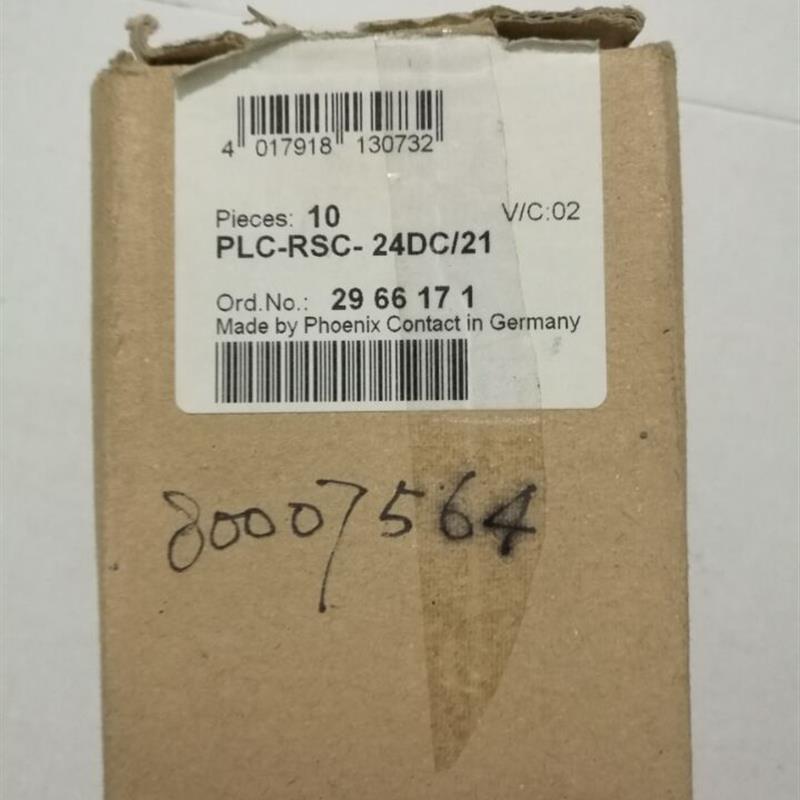 4 017918 130732
Pieces: 10 V/C:02
PLC-RSC- 24DC/21
Ord.No.: 29 66 17 1
Made by Phoenix Contact in Germany
80007564